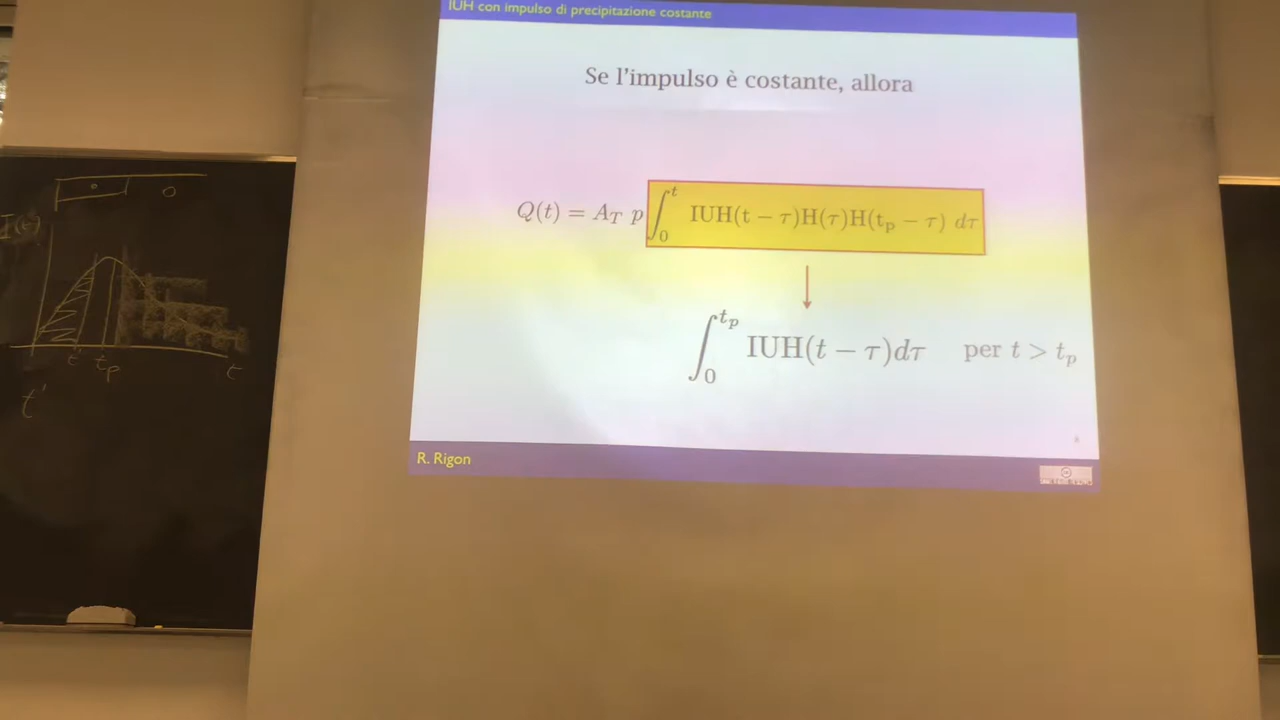 IUH con impulso di precipitazione costante
Se l'impulso è costante, allora
Q(t) = A_T p ∫_0^t IUH(t − τ)H(τ)H(t_p − τ) dτ
∫_0^{t_p} IUH(t − τ)dτ per t > t_p
R. Rigon
t' t_p t
t'